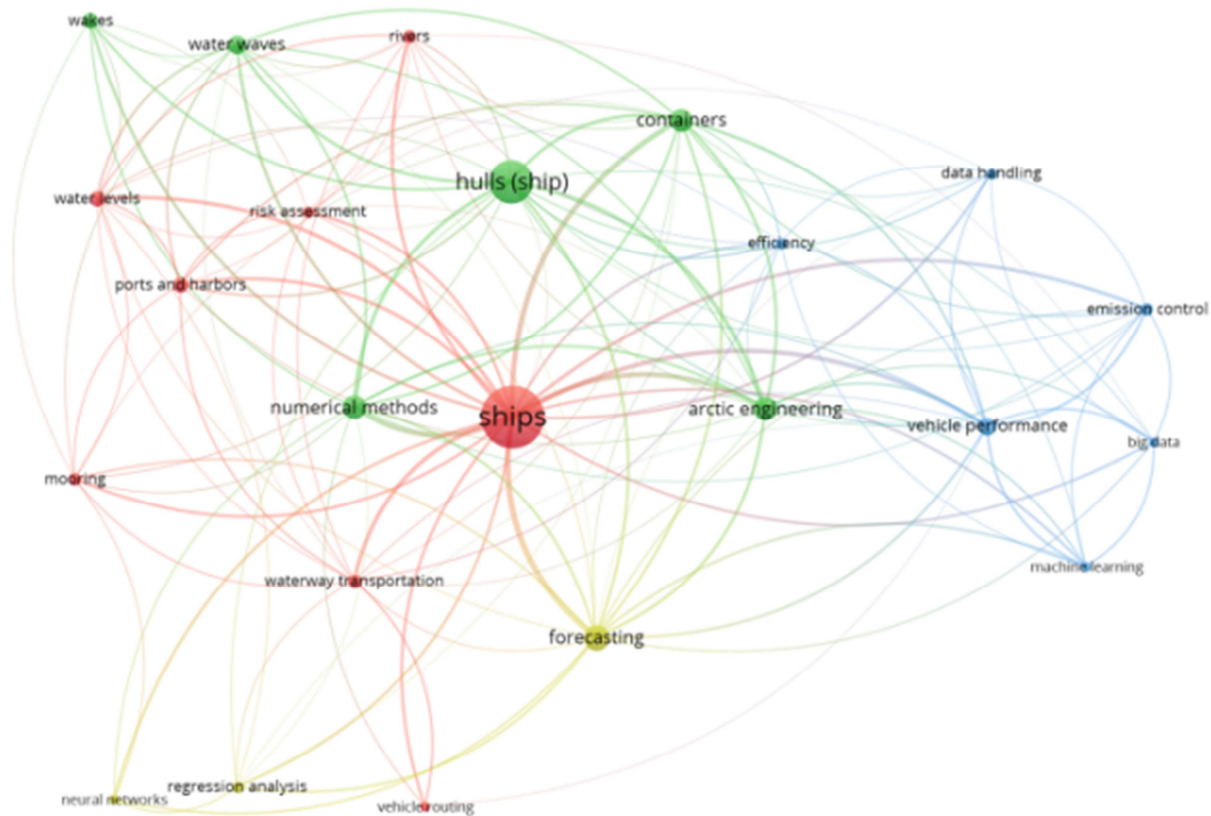 wakes
water waves
rivers
containers
hulls (ship)
data handling
water levels
risk assessment
efficiency
ports and harbors
emission control
numerical methods
ships
arctic engineering
vehicle performance
big data
mooring
waterway transportation
machine learning
forecasting
regression analysis
neural networks
vehicle routing